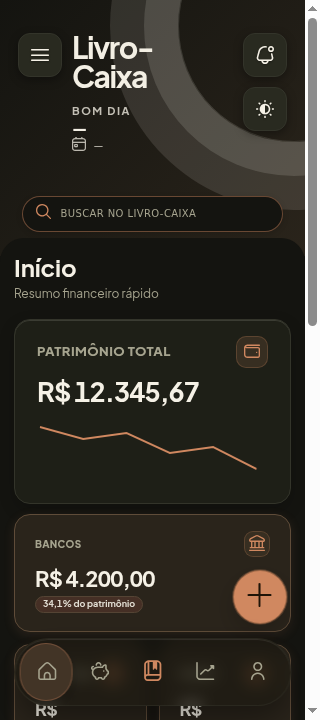 Livro-
Caixa
BOM DIA
—
—
BUSCAR NO LIVRO-CAIXA
Início
Resumo financeiro rápido
PATRIMÔNIO TOTAL
R$ 12.345,67
BANCOS
R$ 4.200,00
34,1% do patrimônio
R$ R$